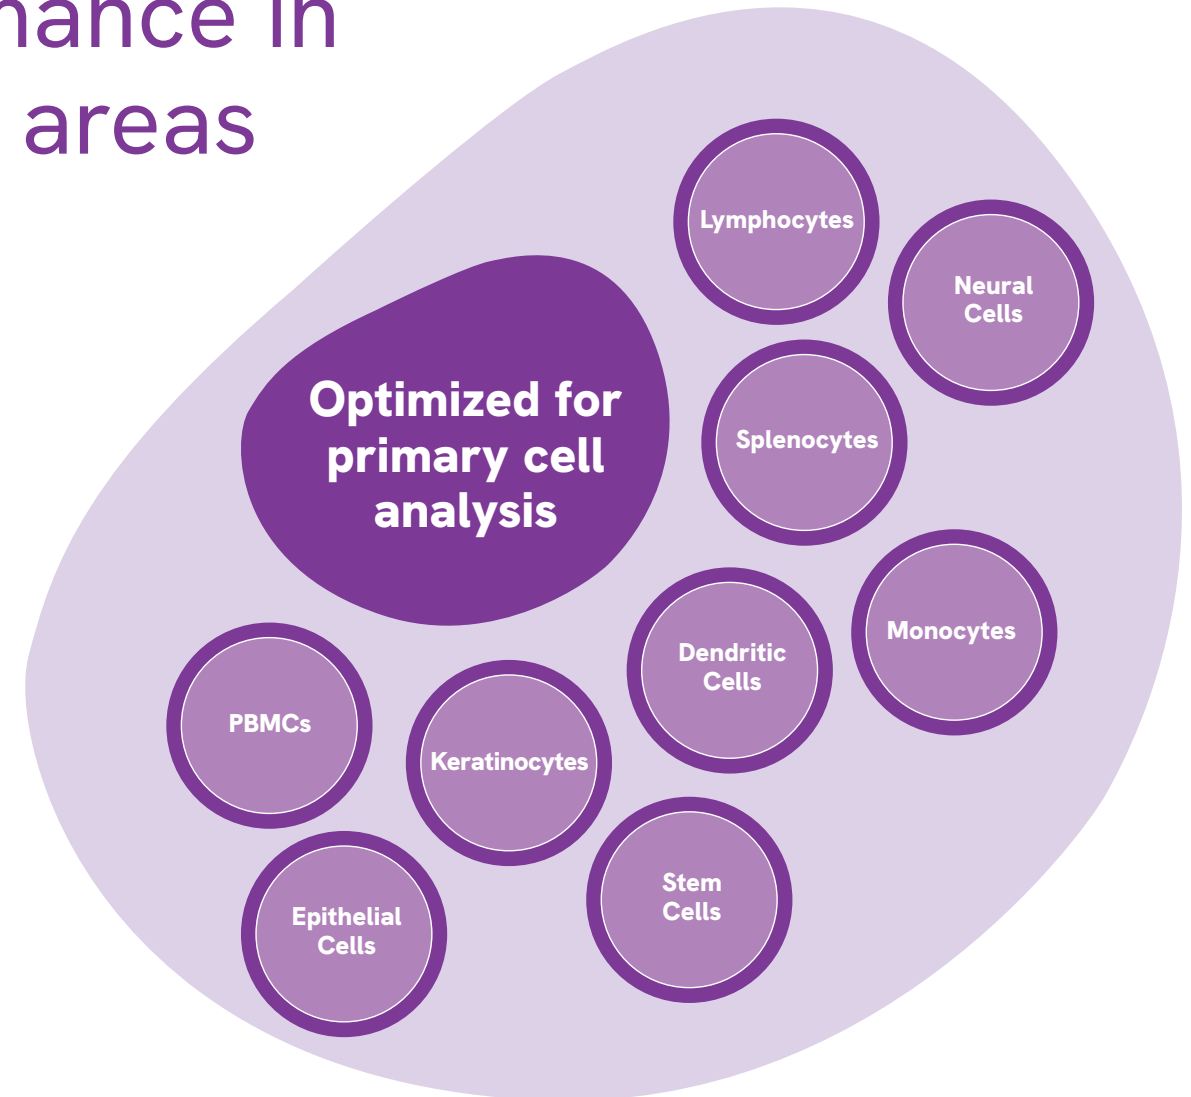 in
areas
Lymphocytes
Neural
Cells
Optimized for
primary cell
analysis
Splenocytes
Monocytes
Dendritic
Cells
PBMCs
Keratinocytes
Stem
Cells
Epithelial
Cells